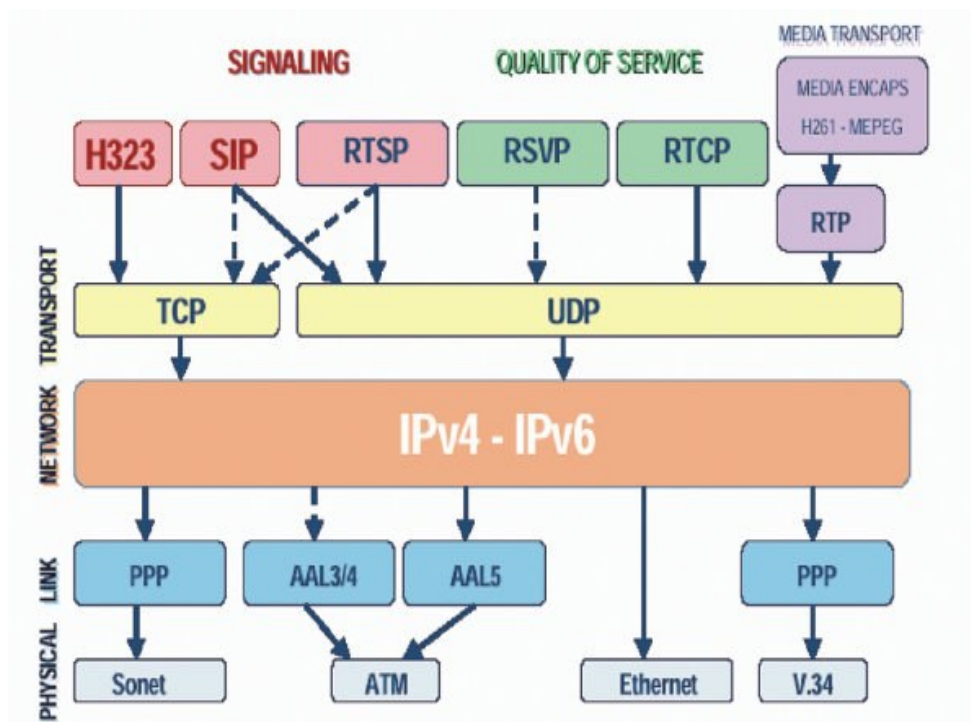 MEDIA TRANSPORT
SIGNALING
QUALITY OF SERVICE
MEDIA ENCAPS
H261 - MEPEG
H323
SIP
RTSP
RSVP
RTCP
RTP
TRANSPORT
TCP
UDP
NETWORK
IPv4 - IPv6
LINK
PPP
AAL3/4
AAL5
PPP
PHYSICAL
Sonet
ATM
Ethernet
V.34